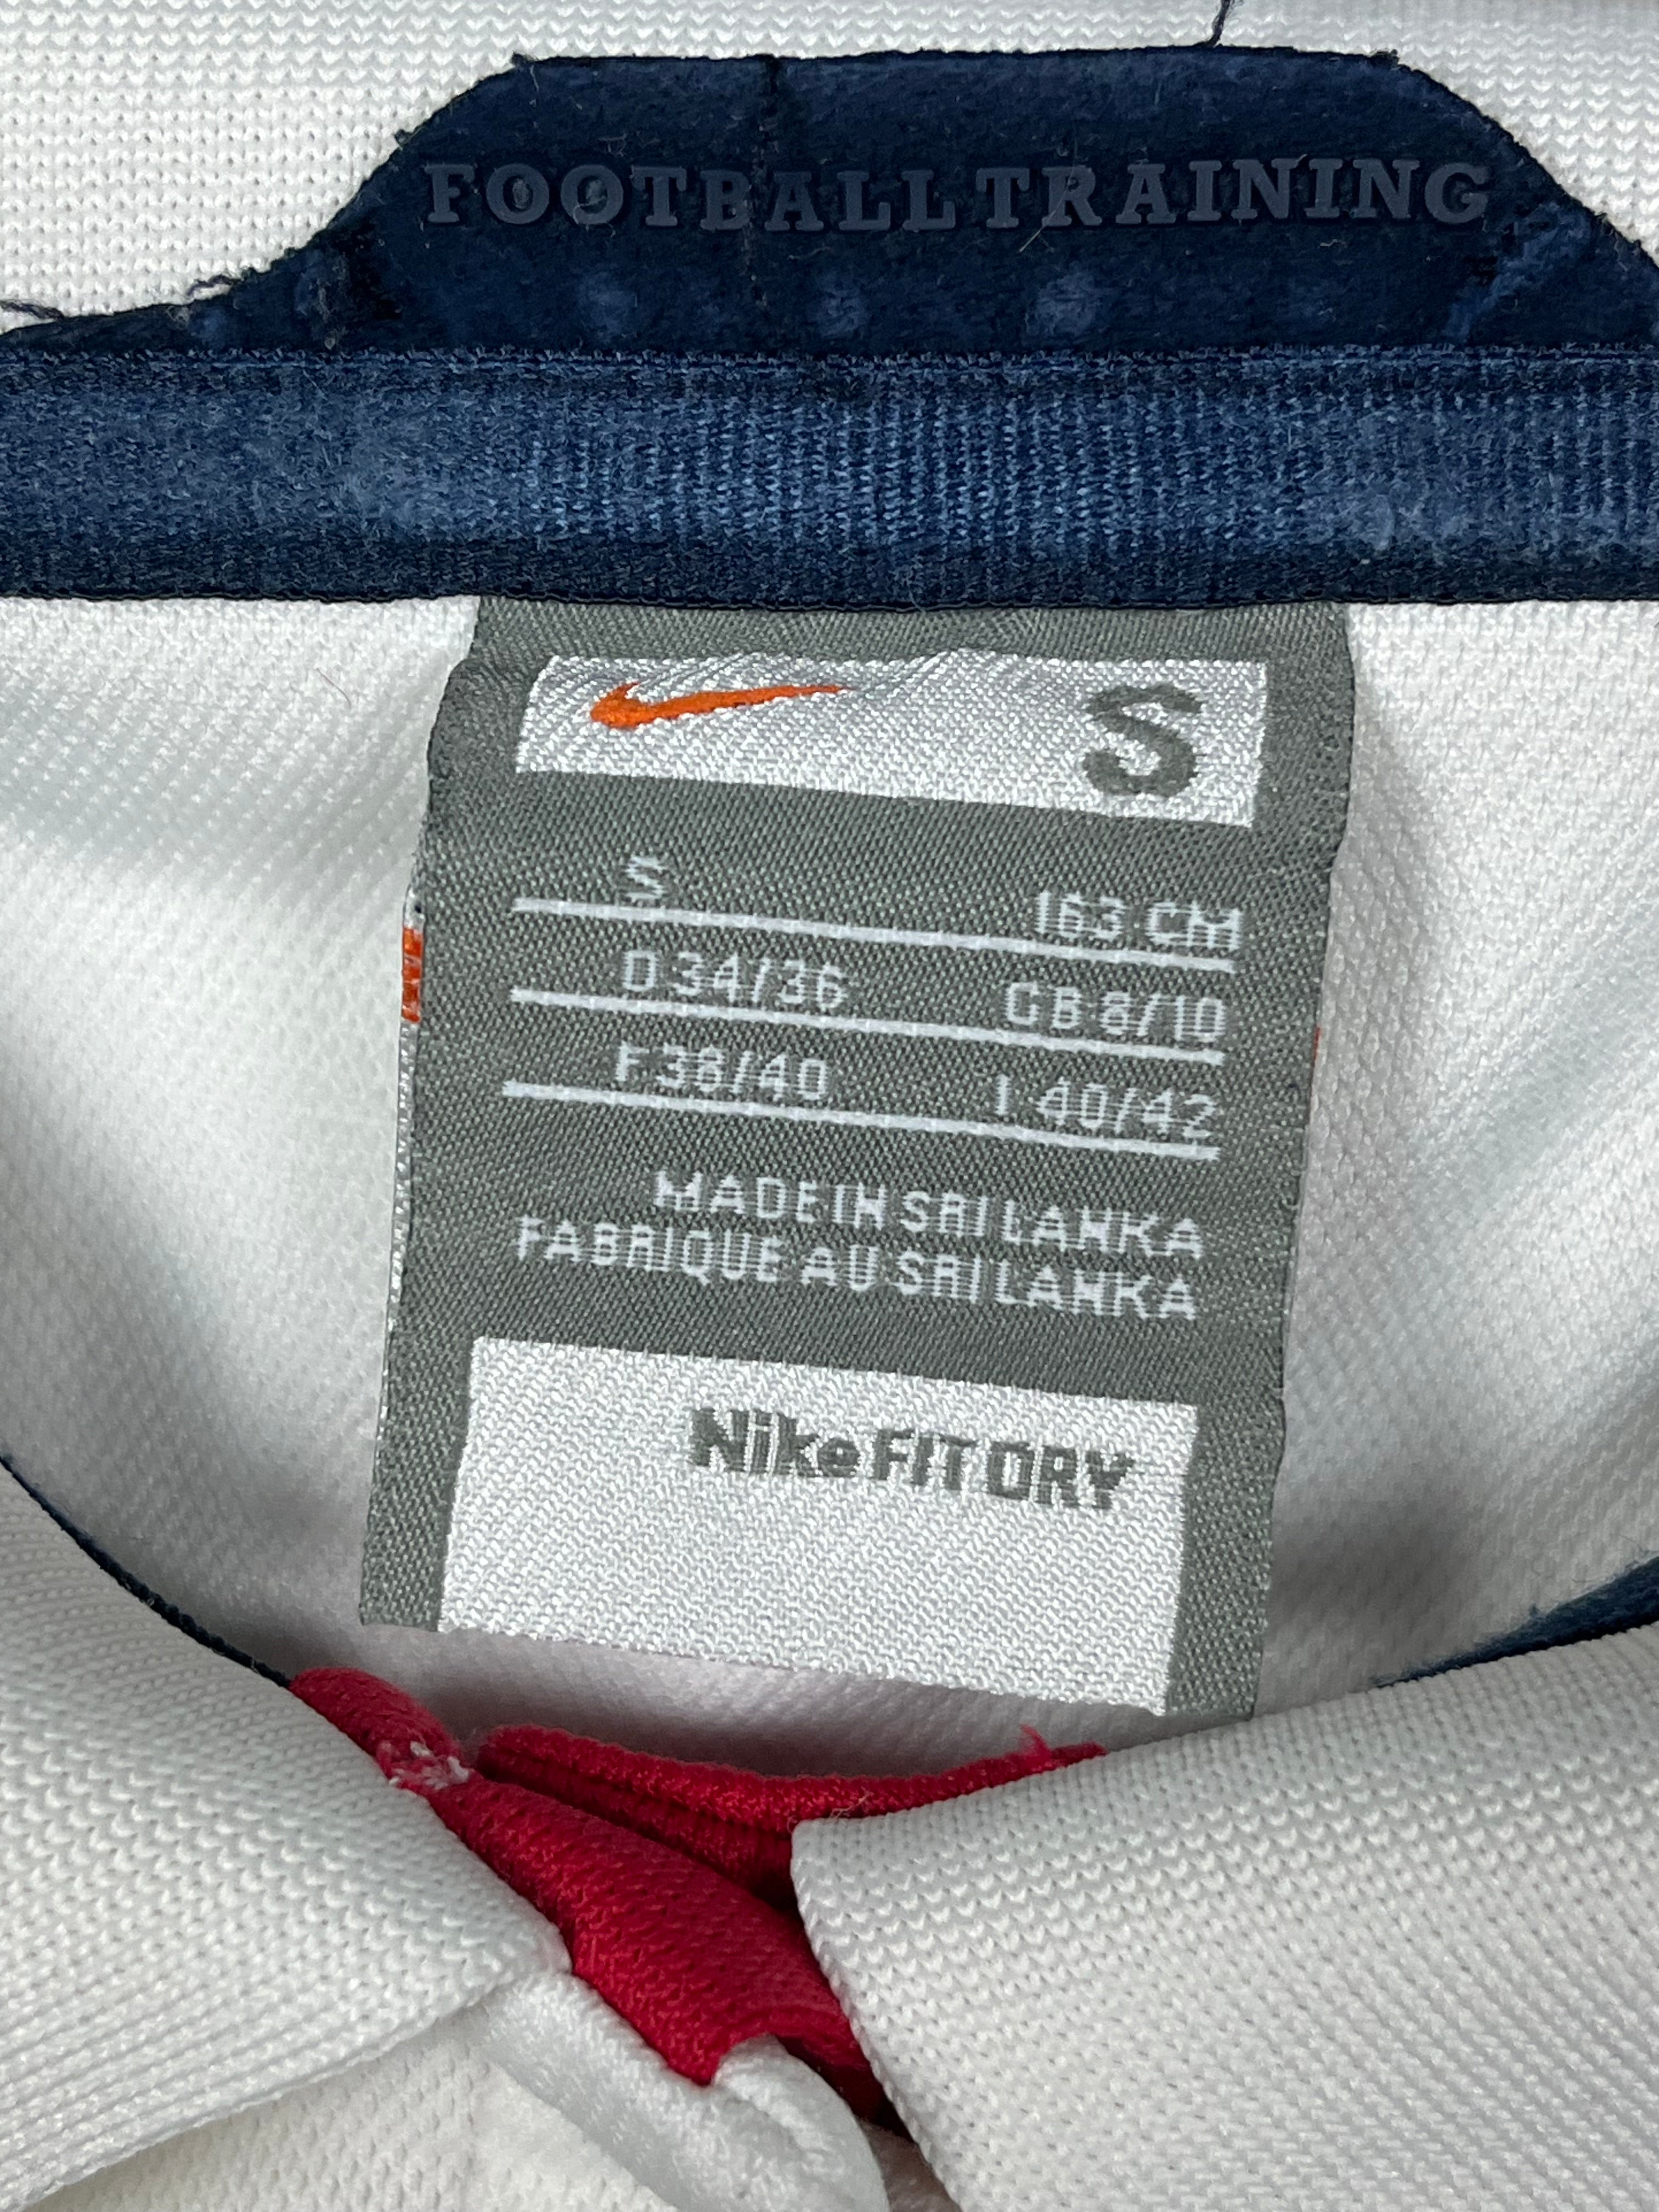 FOOTBALL TRAINING
S
S 163 CM
D 34/36 GB 8/10
F 38/40 I 40/42
MADE IN SRI LANKA
FABRIQUE AU SRI LANKA
Nike FIT DRY